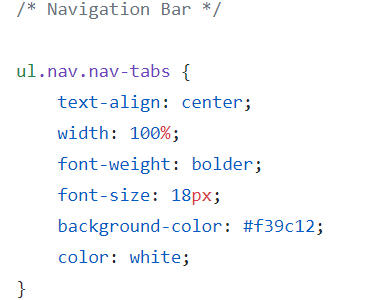 /* Navigation Bar */
ul.nav.nav-tabs {
    text-align: center;
    width: 100%;
    font-weight: bolder;
    font-size: 18px;
    background-color: #f39c12;
    color: white;
}